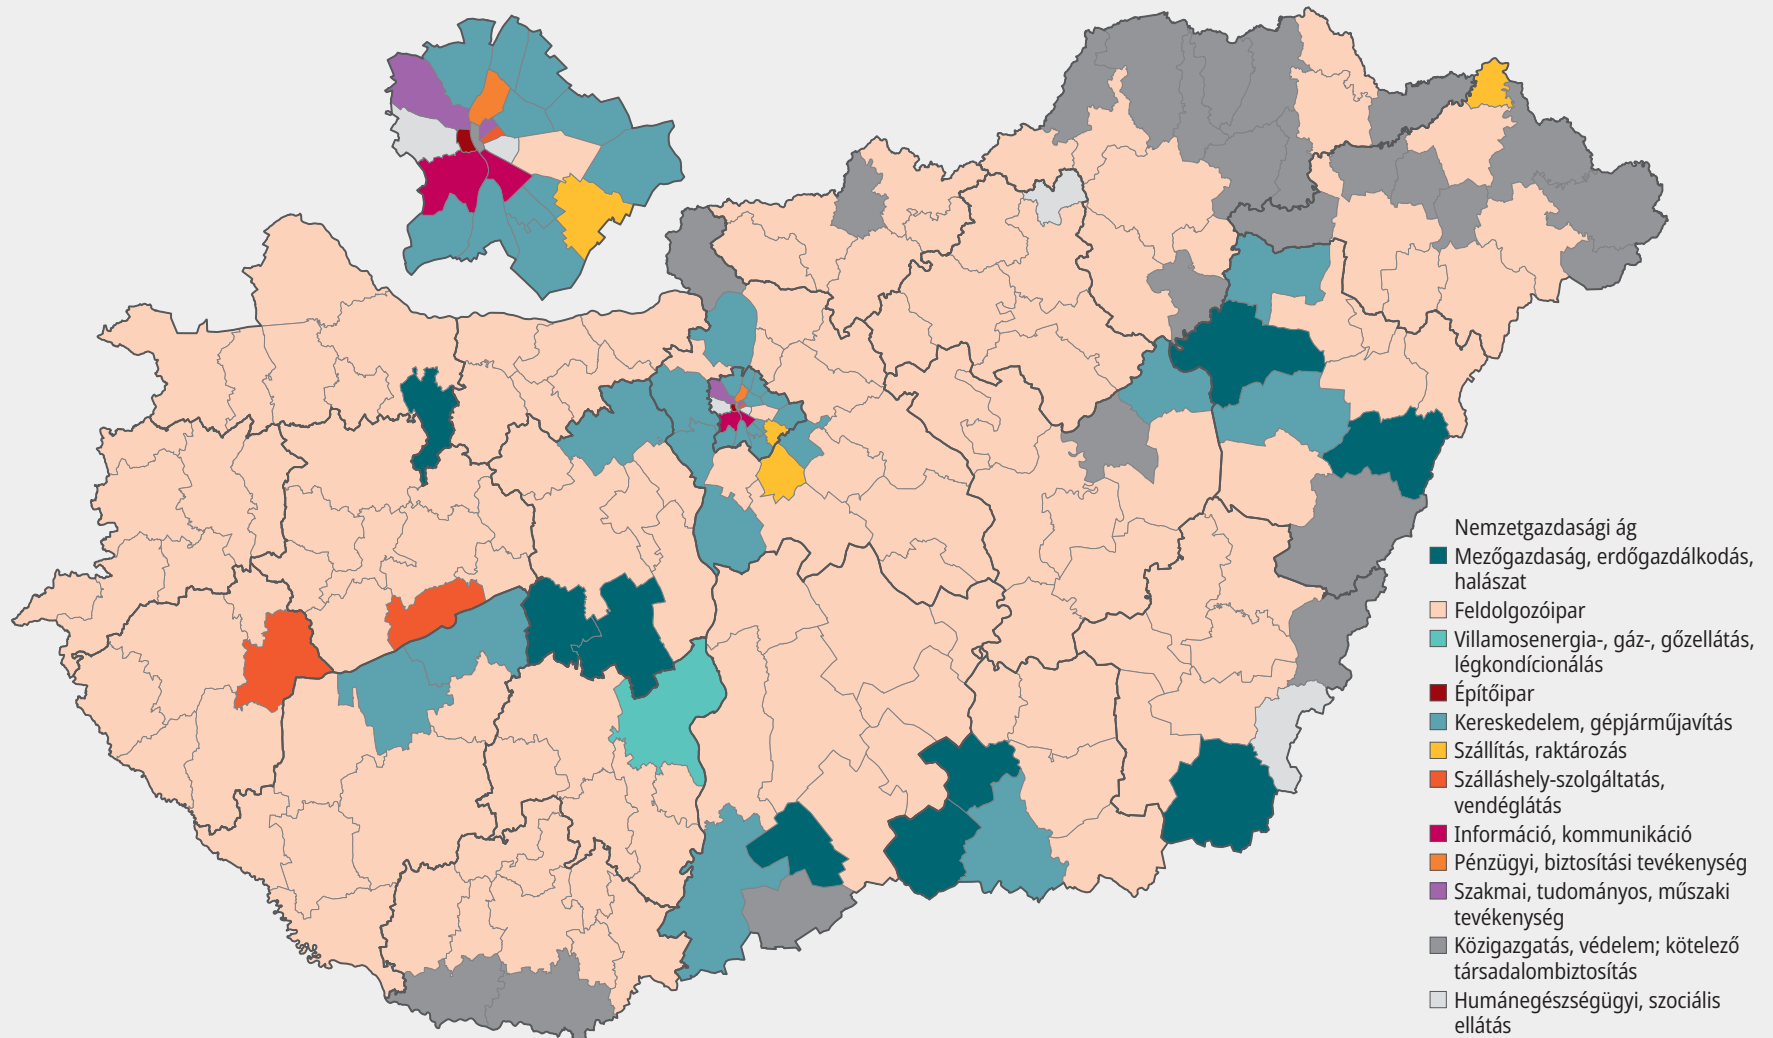 Nemzetgazdasági ág
Mezőgazdaság, erdőgazdálkodás,
halászat
Feldolgozóipar
Villamosenergia-, gáz-, gőzellátás,
légkondícionálás
Építőipar
Kereskedelem, gépjárműjavítás
Szállítás, raktározás
Szálláshely-szolgáltatás,
vendéglátás
Információ, kommunikáció
Pénzügyi, biztosítási tevékenység
Szakmai, tudományos, műszaki
tevékenység
Közigazgatás, védelem; kötelező
társadalombiztosítás
Humánegészségügyi, szociális
ellátás